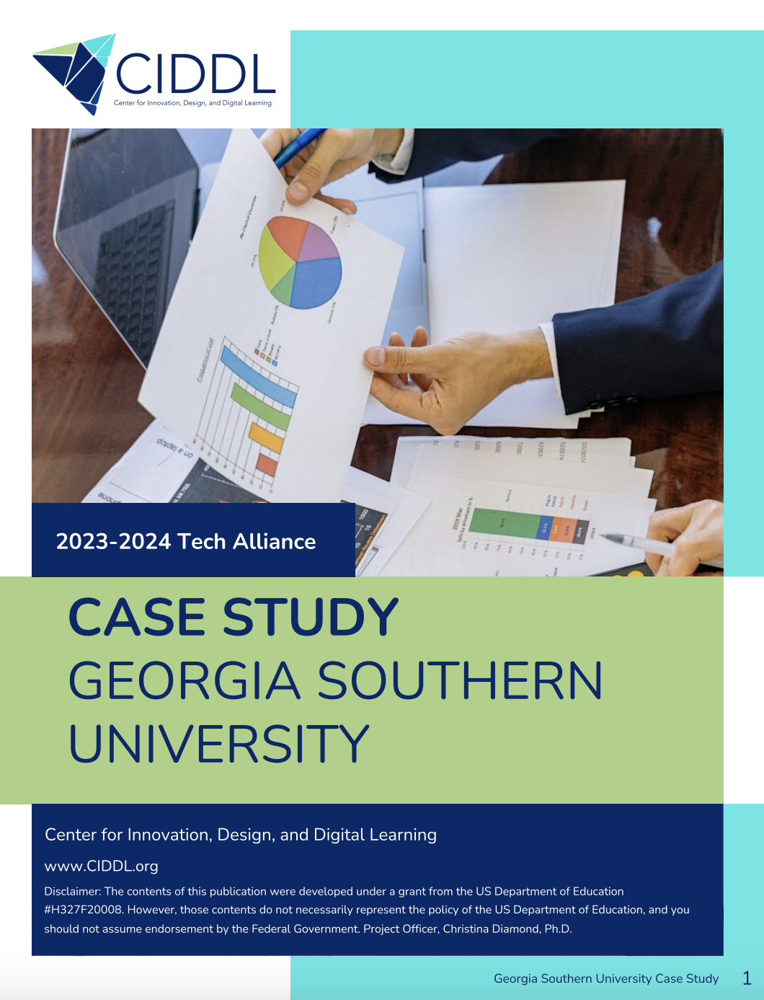 CIDDL
Center for Innovation, Design, and Digital Learning
2023-2024 Tech Alliance
CASE STUDY
GEORGIA SOUTHERN
UNIVERSITY
Center for Innovation, Design, and Digital Learning
www.CIDDL.org
Disclaimer: The contents of this publication were developed under a grant from the US Department of Education
#H327F20008. However, those contents do not necessarily represent the policy of the US Department of Education, and you
should not assume endorsement by the Federal Government. Project Officer, Christina Diamond, Ph.D.
Georgia Southern University Case Study 1